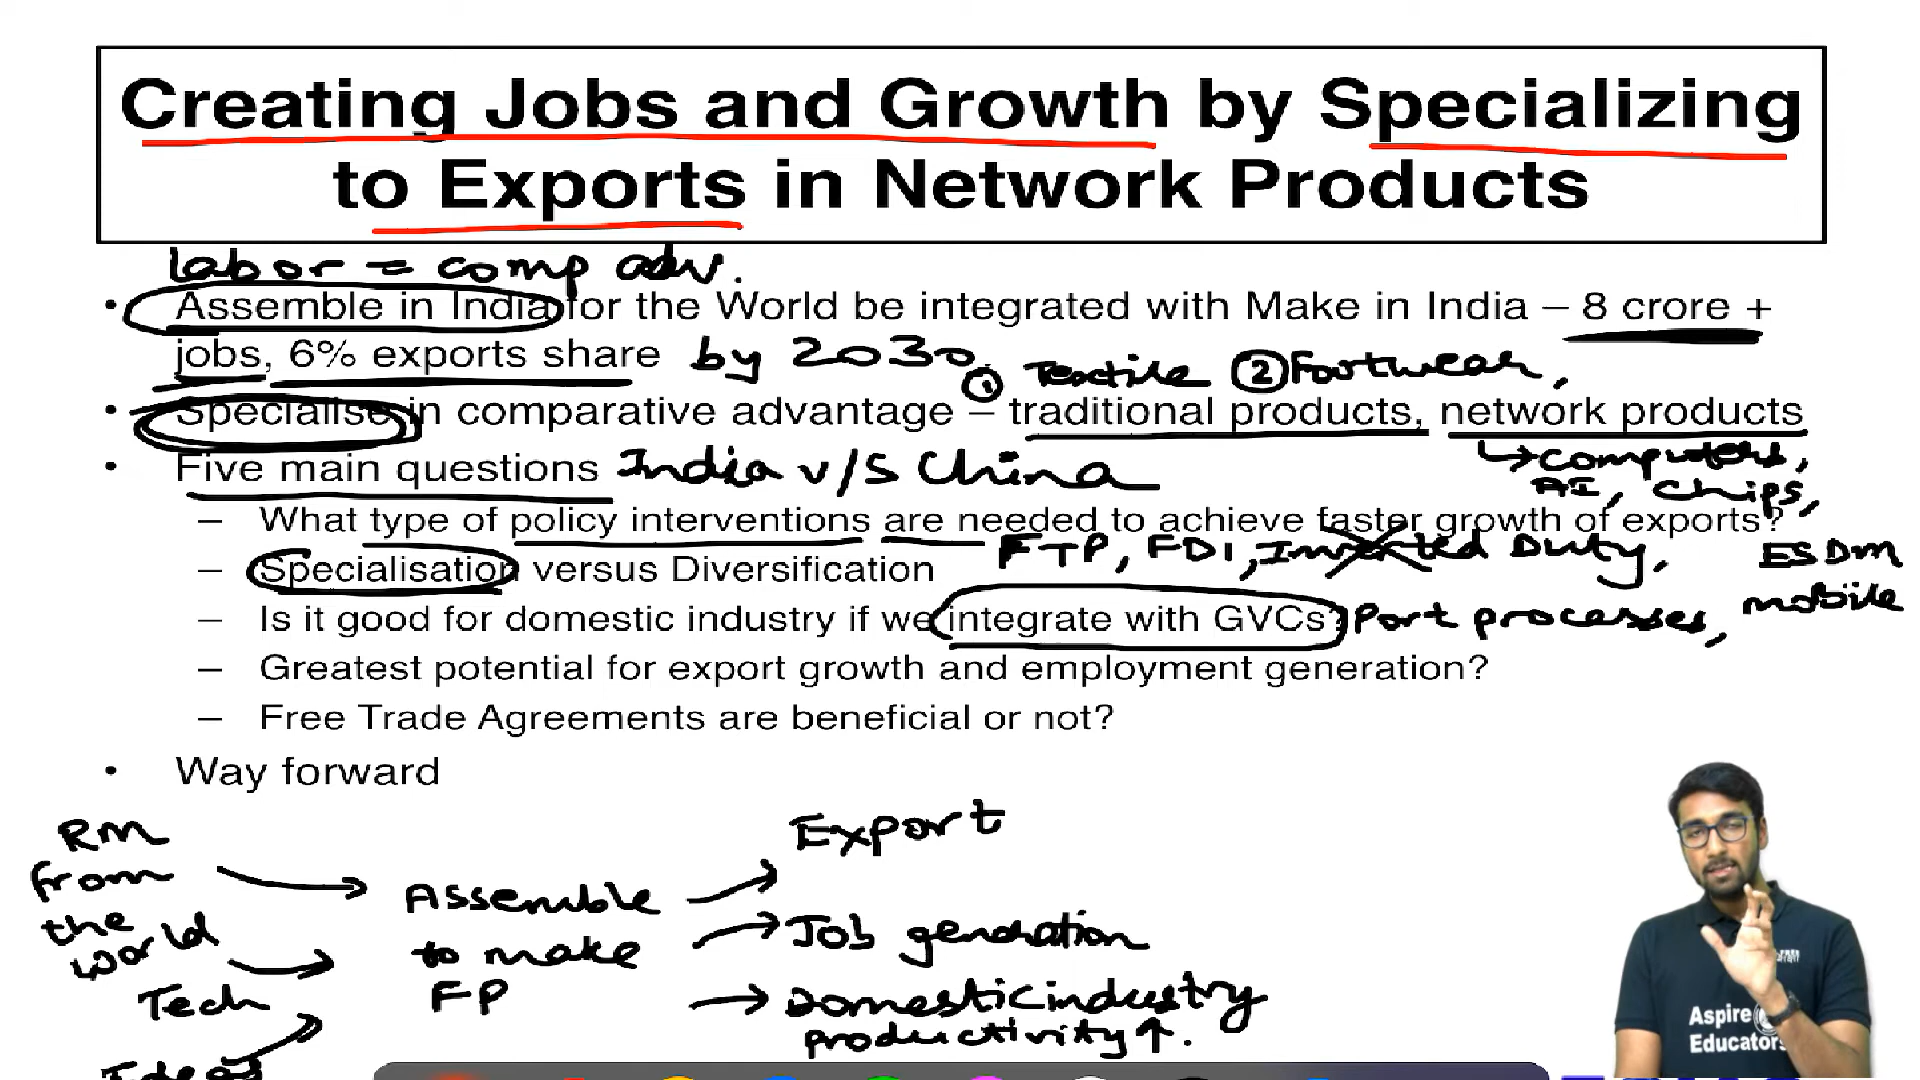 Creating Jobs and Growth by Specializing
to Exports in Network Products
labor = comp adv.
• Assemble in India for the World be integrated with Make in India – 8 crore +
jobs, 6% exports share by 2030.
① Textile ② Footwear,
• Specialise in comparative advantage – traditional products, network products
↳ computers,
AI, chips,
ESDM
mobile
• Five main questions India v/s China
– What type of policy interventions are needed to achieve faster growth of exports?
FTP, FDI, Inverted Duty,
– Specialisation versus Diversification
– Is it good for domestic industry if we integrate with GVCs? Port processes,
– Greatest potential for export growth and employment generation?
– Free Trade Agreements are beneficial or not?
• Way forward
RM
from
the
world
Tech
Ideas
Assemble
to make
FP
Export
Job generation
Domestic industry
productivity ↑.
Aspire
Educators